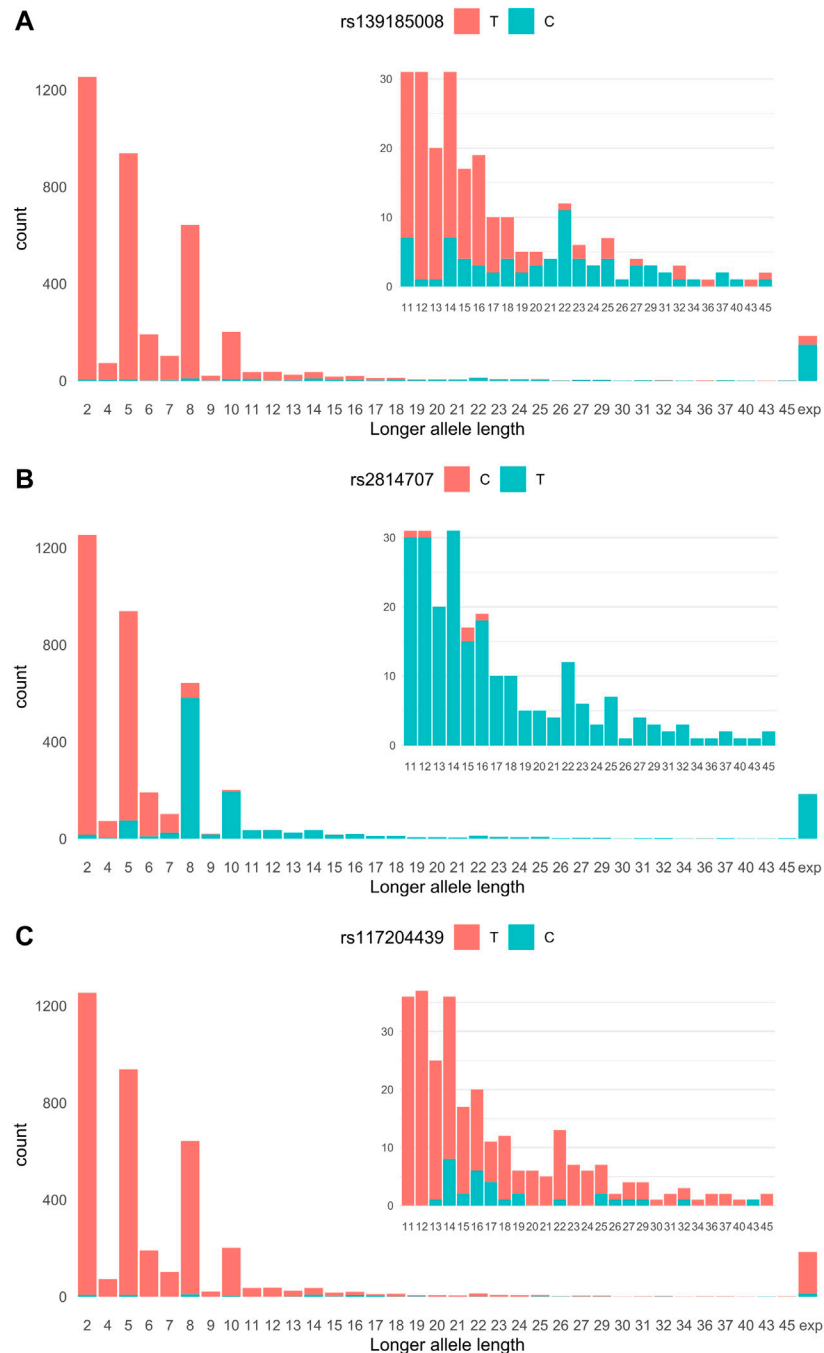 A
rs139185008 T C
30
20
10
0
11 12 13 14 15 16 17 18 19 20 21 22 23 24 25 26 27 29 31 32 34 36 37 40 43 45
1200
800
400
0
count
2 4 5 6 7 8 9 10 11 12 13 14 15 16 17 18 19 20 21 22 23 24 25 26 27 29 30 31 32 34 36 37 40 43 45 exp
Longer allele length
B
rs2814707 C T
30
20
10
0
11 12 13 14 15 16 17 18 19 20 21 22 23 24 25 26 27 28 29 31 32 34 37 40 43 45
1200
800
400
0
count
2 4 5 6 7 8 9 10 11 12 13 14 15 16 17 18 19 20 21 22 23 24 25 26 27 29 30 31 32 34 36 37 40 43 45 exp
Longer allele length
C
rs117204439 T C
30
20
10
0
11 12 13 14 15 16 17 18 19 20 21 22 23 24 25 26 27 29 30 31 32 34 36 37 40 43 45
1200
800
400
0
count
2 4 5 6 7 8 9 10 11 12 13 14 15 16 17 18 19 20 21 22 23 24 25 26 27 29 30 31 32 34 36 37 40 43 45 exp
Longer allele length